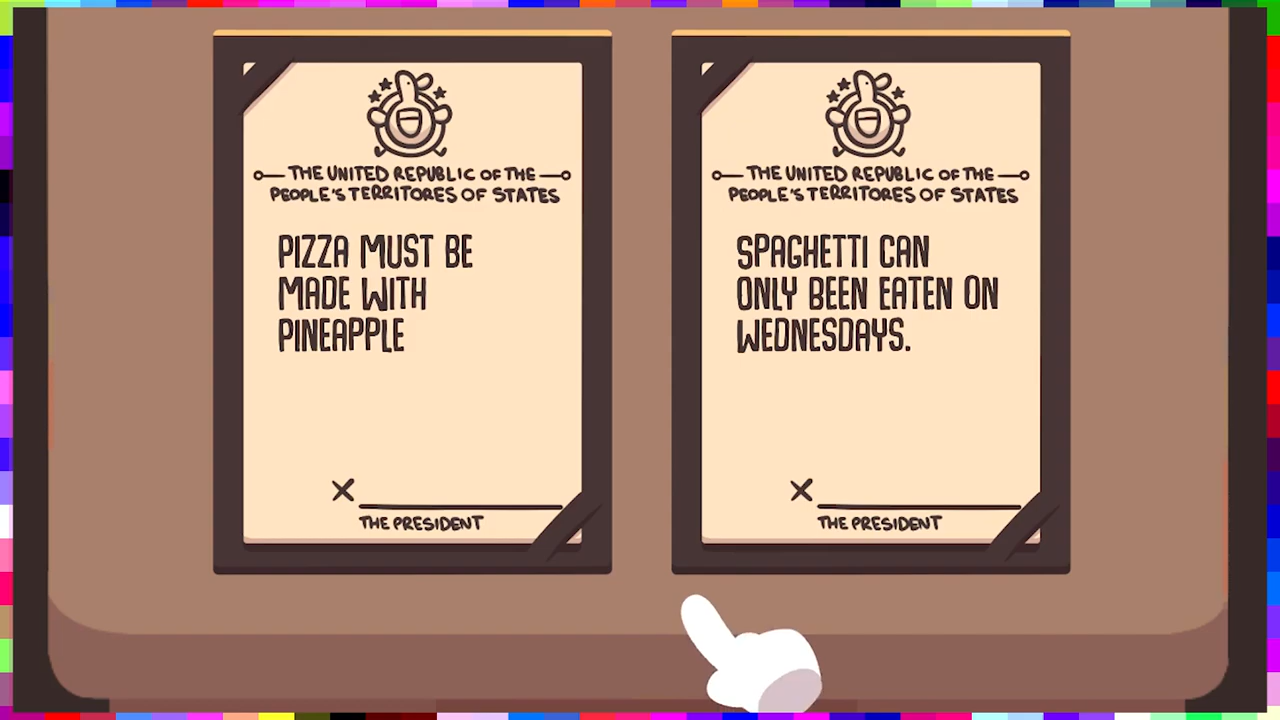 THE UNITED REPUBLIC OF THE
PEOPLE'S TERRITORES OF STATES
PIZZA MUST BE
MADE WITH
PINEAPPLE
X
THE PRESIDENT
THE UNITED REPUBLIC OF THE
PEOPLE'S TERRITORES OF STATES
SPAGHETTI CAN
ONLY BEEN EATEN ON
WEDNESDAYS.
X
THE PRESIDENT